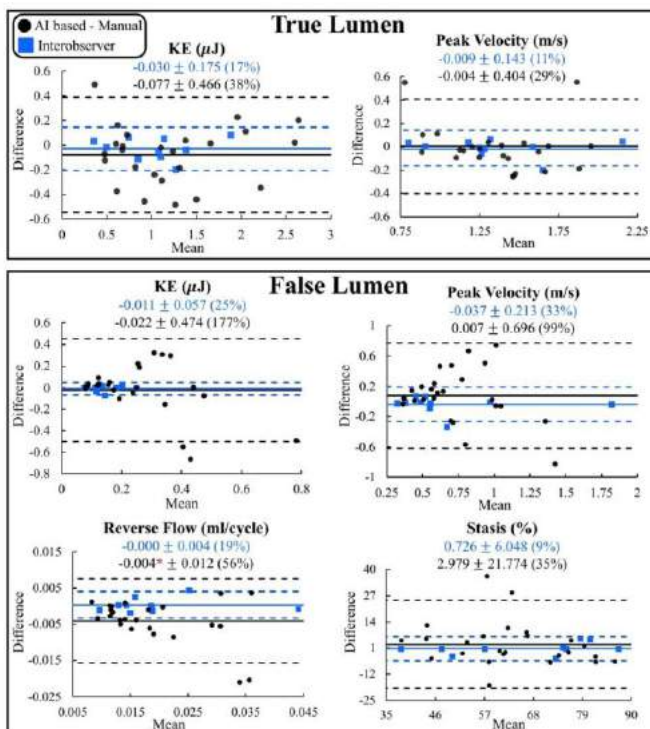 True Lumen
AI based - Manual
Interobserver
KE (μJ)
-0.030 ± 0.175 (17%)
-0.077 ± 0.466 (38%)
Difference
0.6
0.4
0.2
0
-0.2
-0.4
-0.6
0 0.5 1 1.5 2 2.5 3
Mean
Peak Velocity (m/s)
-0.009 ± 0.143 (11%)
-0.004 ± 0.404 (29%)
Difference
0.6
0.4
0.2
0
-0.2
-0.4
-0.6
0.75 1.25 1.75 2.25
Mean
False Lumen
KE (μJ)
-0.011 ± 0.057 (25%)
-0.022 ± 0.474 (177%)
Difference
0.6
0.4
0.2
0
-0.2
-0.4
-0.6
-0.8
0 0.2 0.4 0.6 0.8
Mean
Peak Velocity (m/s)
-0.037 ± 0.213 (33%)
0.007 ± 0.696 (99%)
Difference
1
0.6
0.2
-0.2
-0.6
-1
0.25 0.5 0.75 1 1.25 1.5 1.75 2
Mean
Reverse Flow (ml/cycle)
-0.000 ± 0.004 (19%)
-0.004* ± 0.012 (56%)
Difference
0.015
0.005
-0.005
-0.015
-0.025
0.005 0.015 0.025 0.035 0.045
Mean
Stasis (%)
0.726 ± 6.048 (9%)
2.979 ± 21.774 (35%)
Difference
40
27
14
1
-12
-25
35 46 57 68 79 90
Mean